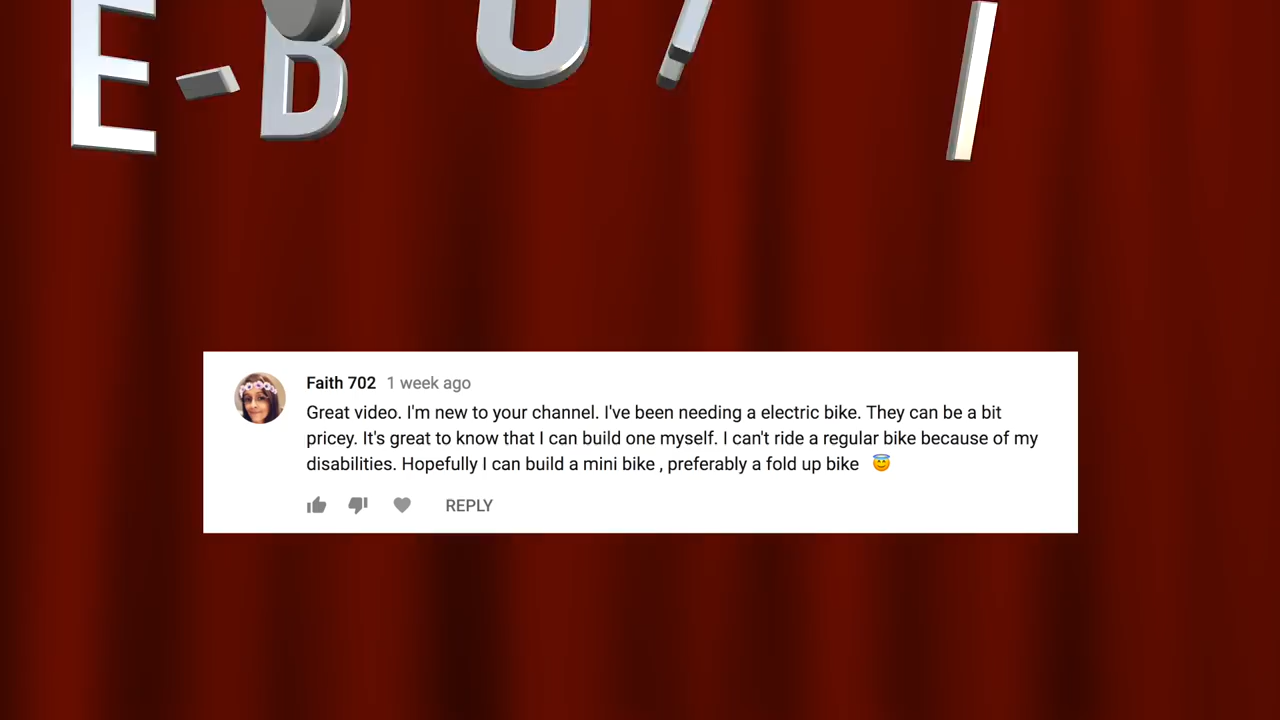 E-B
Faith 702 1 week ago
Great video. I'm new to your channel. I've been needing a electric bike. They can be a bit
pricey. It's great to know that I can build one myself. I can't ride a regular bike because of my
disabilities. Hopefully I can build a mini bike , preferably a fold up bike 😇
REPLY